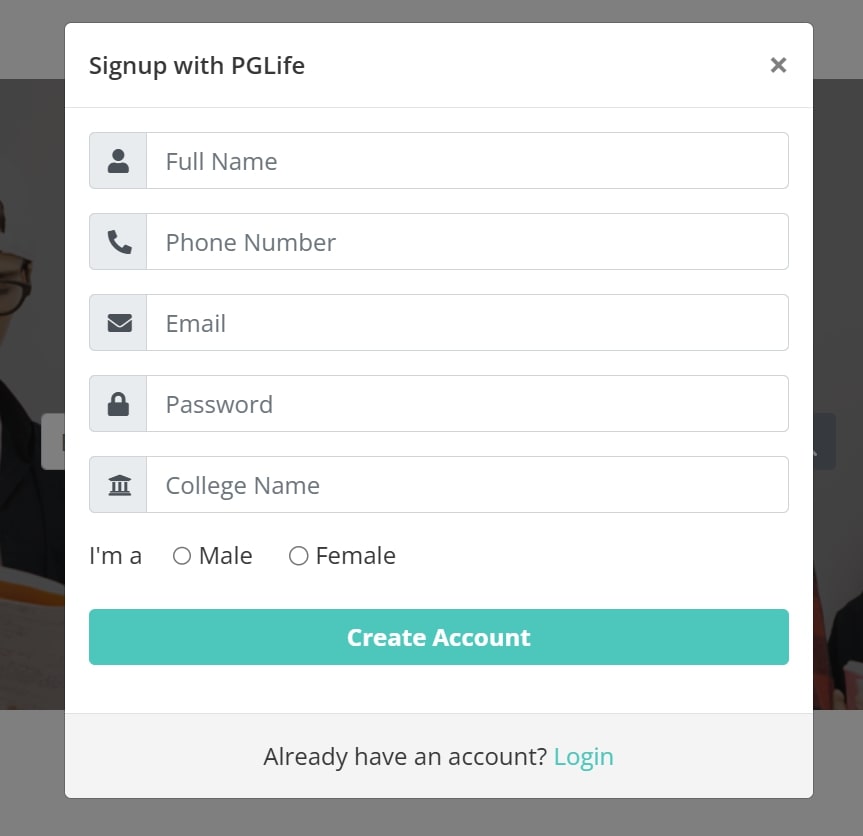 Signup with PGLife ×
Full Name
Phone Number
Email
Password
College Name
I'm a Male Female
Create Account
Already have an account? Login